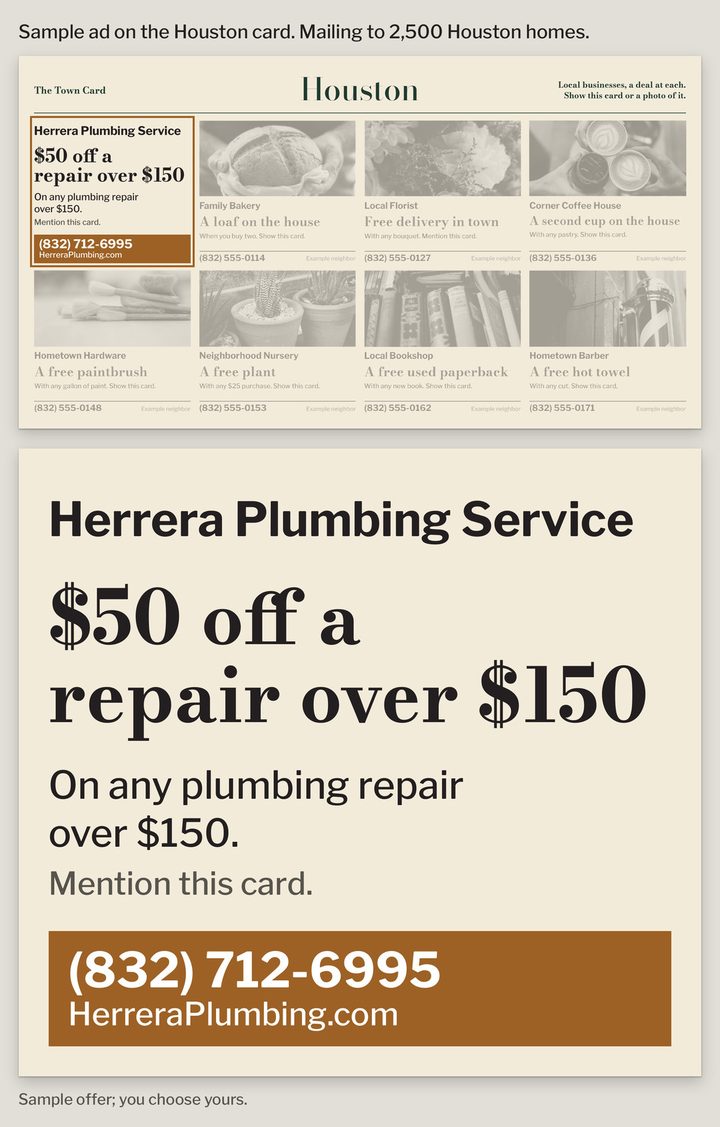 Sample ad on the Houston card. Mailing to 2,500 Houston homes.
The Town Card
Houston
Local businesses, a deal at each.
Show this card or a photo of it.
Herrera Plumbing Service
$50 off a
repair over $150
On any plumbing repair
over $150.
Mention this card.
(832) 712-6995
HerreraPlumbing.com
Family Bakery
A loaf on the house
When you buy two. Show this card.
(832) 555-0114
Example neighbor
Local Florist
Free delivery in town
With any bouquet. Mention this card.
(832) 555-0127
Example neighbor
Corner Coffee House
A second cup on the house
With any pastry. Show this card.
(832) 555-0136
Example neighbor
Hometown Hardware
A free paintbrush
With any gallon of paint. Show this card.
(832) 555-0148
Example neighbor
Neighborhood Nursery
A free plant
With any $25 purchase. Show this card.
(832) 555-0153
Example neighbor
Local Bookshop
A free used paperback
With any new book. Show this card.
(832) 555-0162
Example neighbor
Hometown Barber
A free hot towel
With any cut. Show this card.
(832) 555-0171
Example neighbor
Herrera Plumbing Service
$50 off a
repair over $150
On any plumbing repair
over $150.
Mention this card.
(832) 712-6995
HerreraPlumbing.com
Sample offer; you choose yours.